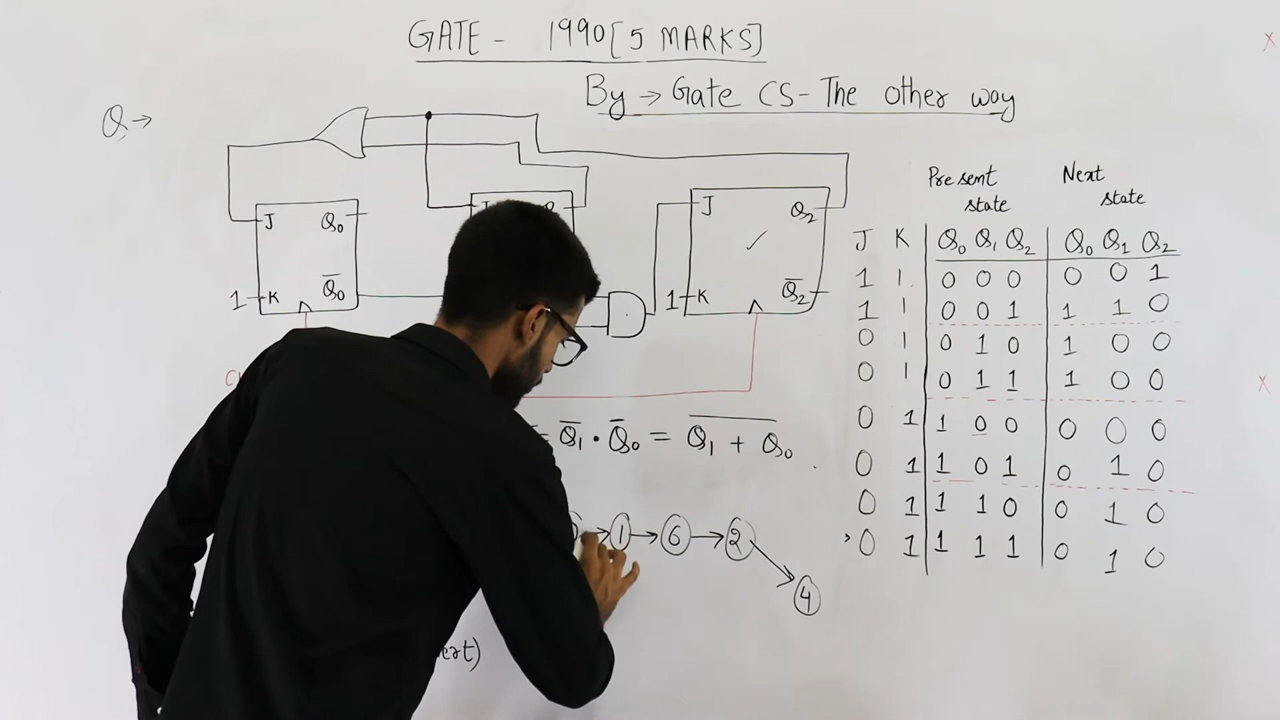 GATE - 1990 [5 MARKS]
By → Gate CS - The other way
Q →
J Q₀
1 K Q̄₀
J Q₂
1 K Q̄₂
Present state Next state
J K Q₀ Q₁ Q₂ Q₀ Q₁ Q₂
1 1 0 0 0 0 0 1
1 1 0 0 1 1 1 0
0 1 0 1 0 1 0 0
0 1 0 1 1 1 0 0
0 1 1 0 0 0 0 0
0 1 1 0 1 0 1 0
0 1 1 1 0 0 1 0
0 1 1 1 1 0 1 0
= Q̄₁ · Q̄₀ = \overline{Q₁ + Q₀}
→ 1 → 6 → 2 → 4